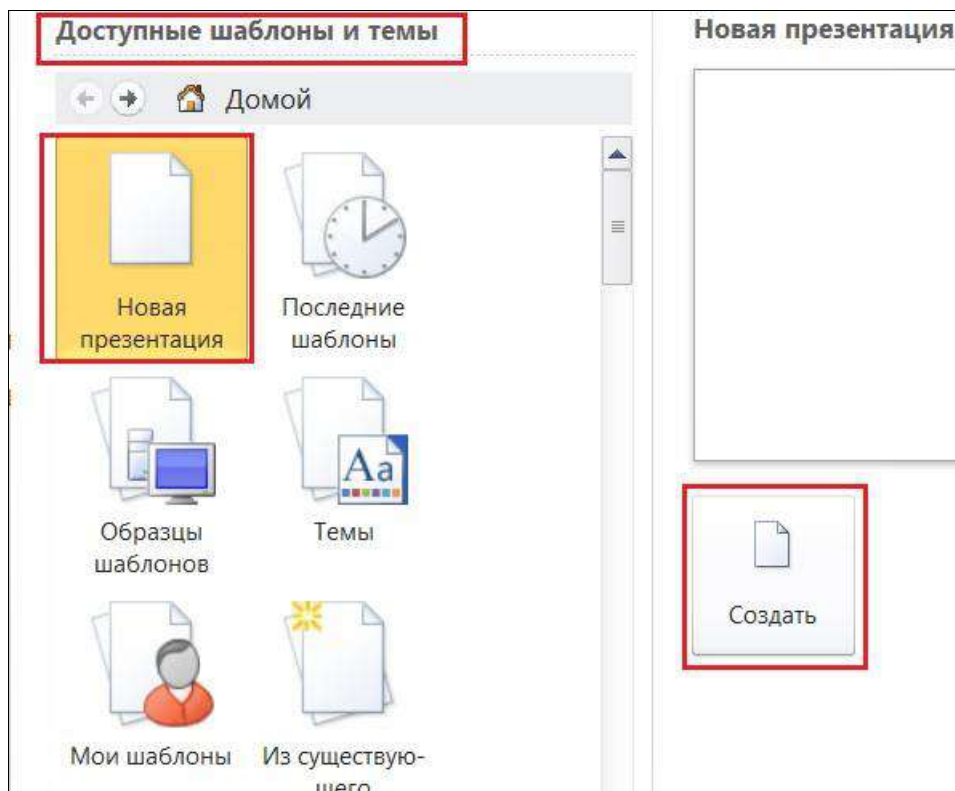 Доступные шаблоны и темы
Домой
Новая
презентация
Последние
шаблоны
Образцы
шаблонов
Aa
Темы
Мои шаблоны
Из существую-
щего
Новая презентация
Создать